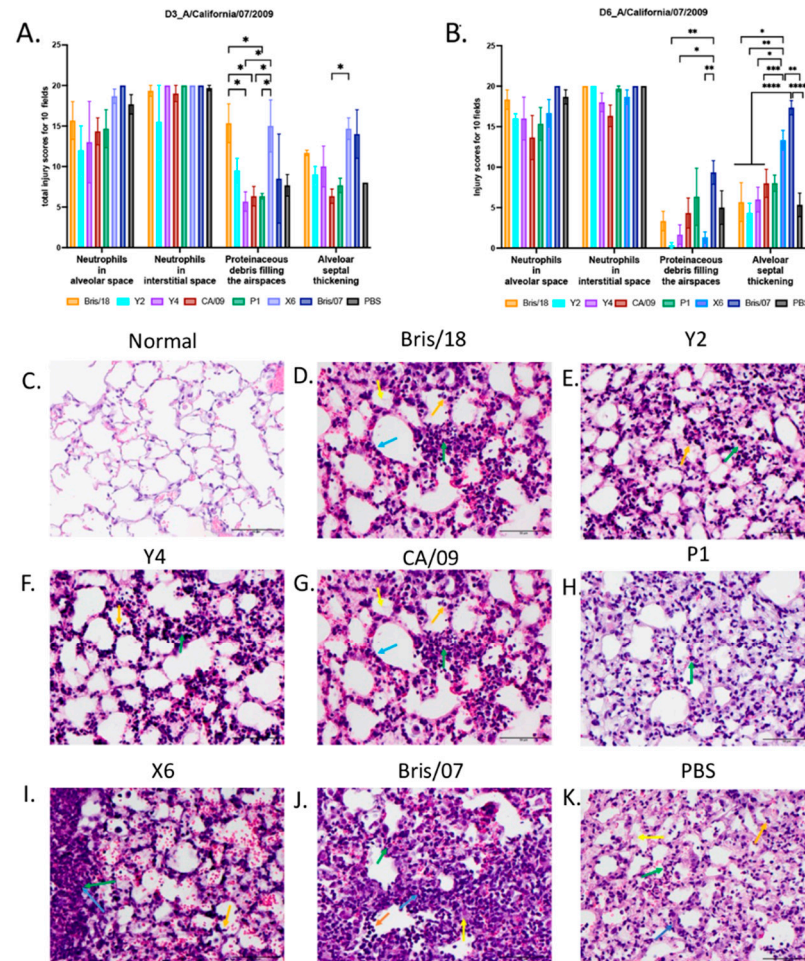 D3_A/California/07/2009
A.
total injury scores for 10 fields
20
15
10
5
0
* * * * * * *
Neutrophils in alveolar space
Neutrophils in interstitial space
Proteinaceous debris filling the airspaces
Alveloar septal thickening
Bris/18 Y2 Y4 CA/09 P1 X6 Bris/07 PBS
D6_A/California/07/2009
B.
Injury scores for 10 fields
20
15
10
5
0
** * ** * ** * *** ** **** ****
Neutrophils in alveolar space
Neutrophils in interstitial space
Proteinaceous debris filling the airspaces
Alveloar septal thickening
Bris/18 Y2 Y4 CA/09 P1 X6 Bris/07 PBS
Normal
C.
Bris/18
D.
Y2
E.
Y4
F.
CA/09
G.
P1
H.
X6
I.
Bris/07
J.
PBS
K.